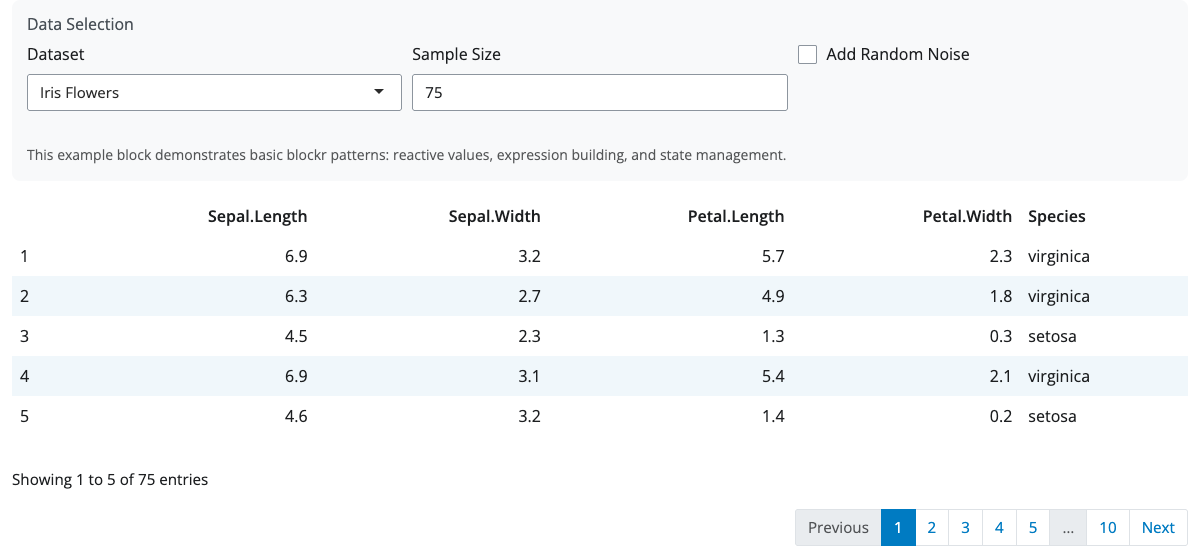 Data Selection
Dataset Sample Size Add Random Noise
Iris Flowers 75
This example block demonstrates basic blockr patterns: reactive values, expression building, and state management.
Sepal.Length Sepal.Width Petal.Length Petal.Width Species
1 6.9 3.2 5.7 2.3 virginica
2 6.3 2.7 4.9 1.8 virginica
3 4.5 2.3 1.3 0.3 setosa
4 6.9 3.1 5.4 2.1 virginica
5 4.6 3.2 1.4 0.2 setosa
Showing 1 to 5 of 75 entries
Previous 1 2 3 4 5 … 10 Next